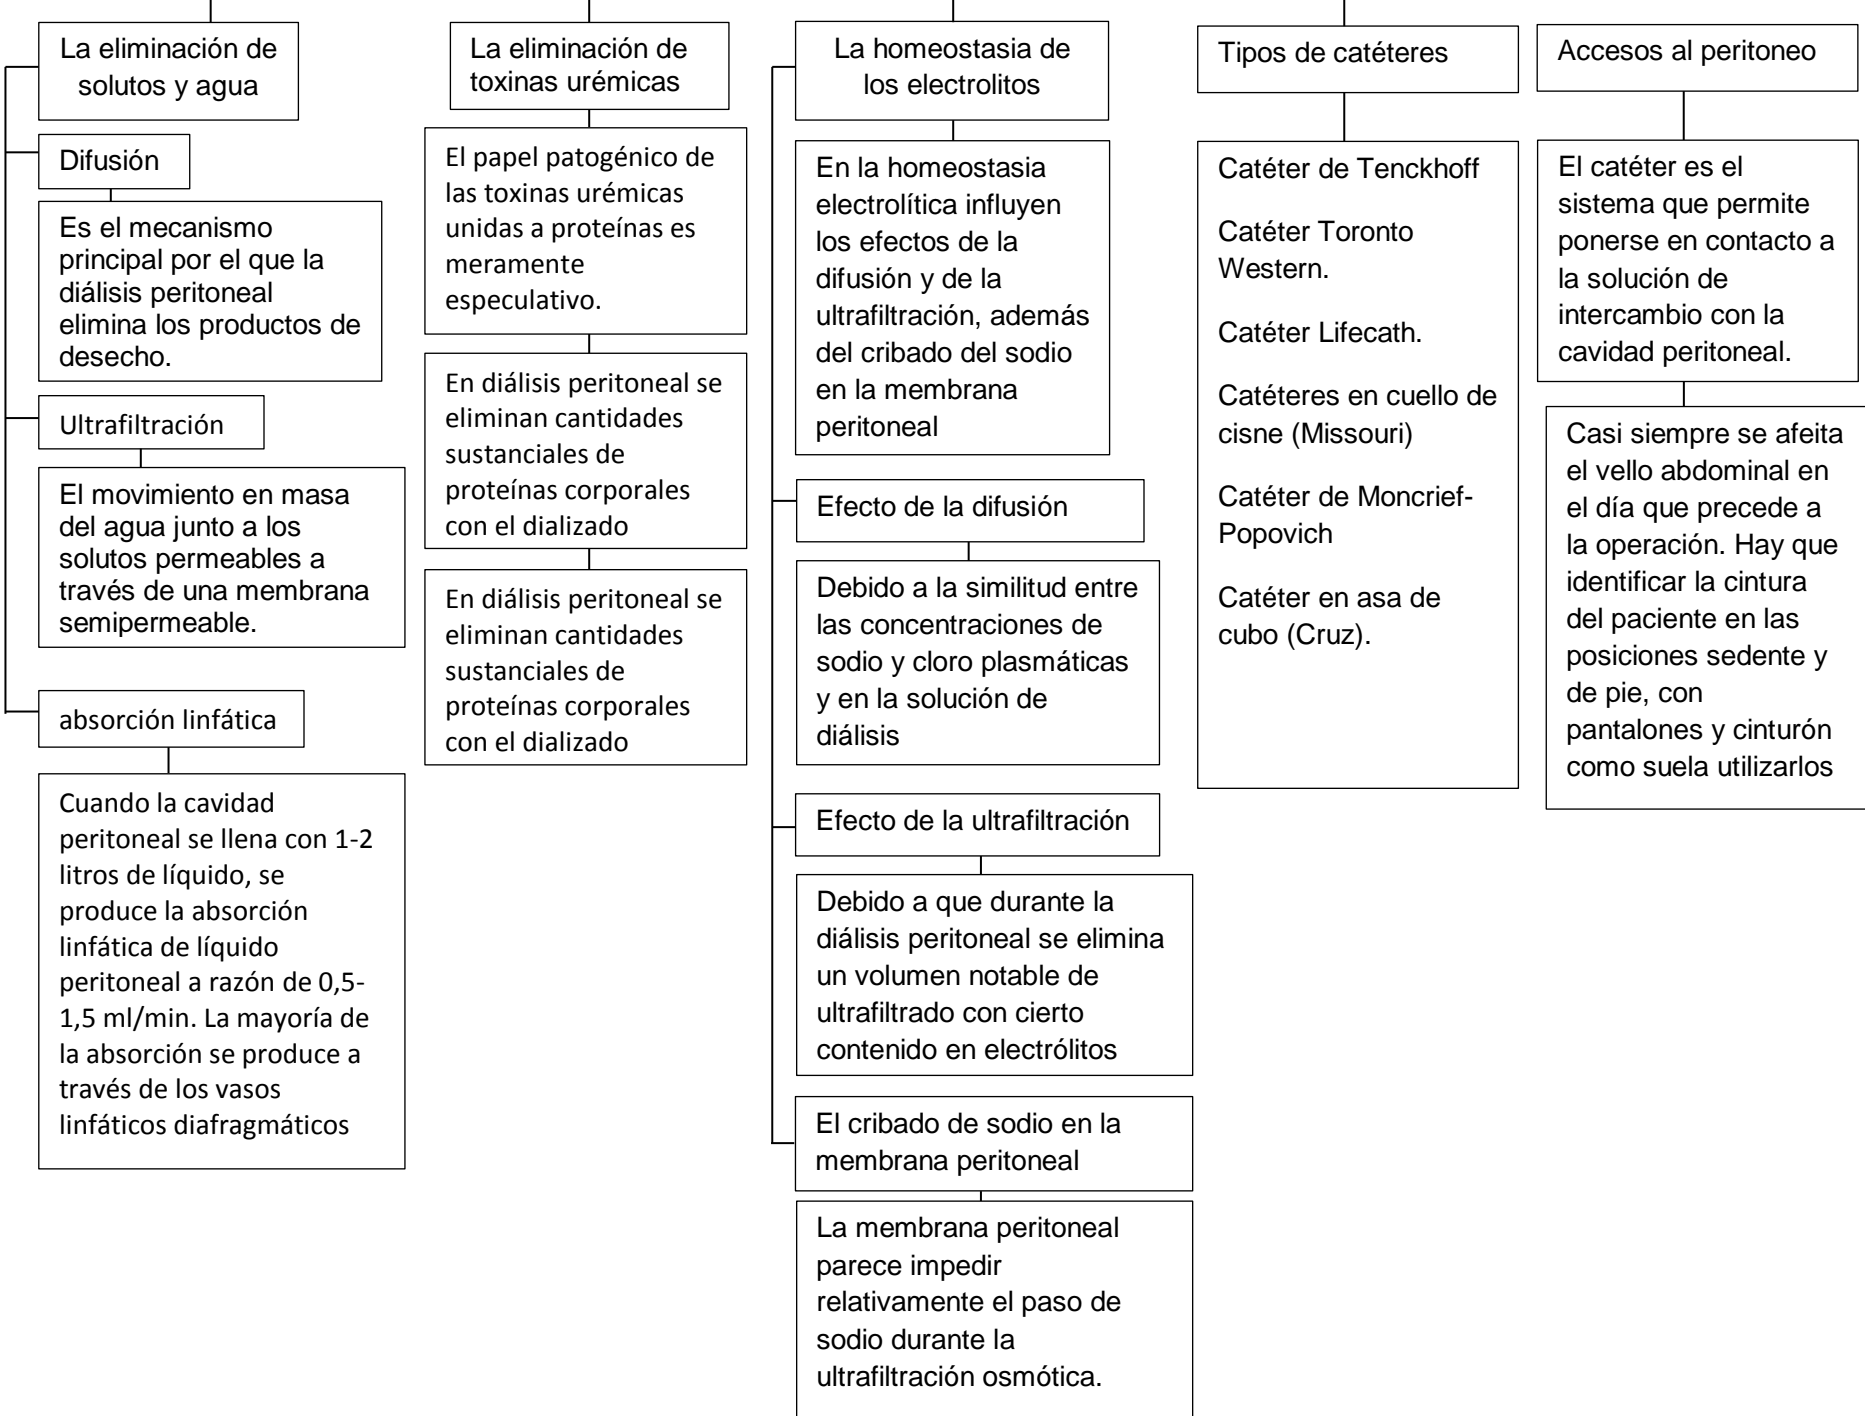 La eliminación de
solutos y agua
Difusión
Es el mecanismo
principal por el que la
diálisis peritoneal
elimina los productos de
desecho.
Ultrafiltración
El movimiento en masa
del agua junto a los
solutos permeables a
través de una membrana
semipermeable.
absorción linfática
Cuando la cavidad
peritoneal se llena con 1-2
litros de líquido, se
produce la absorción
linfática de líquido
peritoneal a razón de 0,5-
1,5 ml/min. La mayoría de
la absorción se produce a
través de los vasos
linfáticos diafragmáticos
La eliminación de
toxinas urémicas
El papel patogénico de
las toxinas urémicas
unidas a proteínas es
meramente
especulativo.
En diálisis peritoneal se
eliminan cantidades
sustanciales de
proteínas corporales
con el dializado
En diálisis peritoneal se
eliminan cantidades
sustanciales de
proteínas corporales
con el dializado
La homeostasia de
los electrolitos
En la homeostasia
electrolítica influyen
los efectos de la
difusión y de la
ultrafiltración, además
del cribado del sodio
en la membrana
peritoneal
Efecto de la difusión
Debido a la similitud entre
las concentraciones de
sodio y cloro plasmáticas
y en la solución de
diálisis
Efecto de la ultrafiltración
Debido a que durante la
diálisis peritoneal se elimina
un volumen notable de
ultrafiltrado con cierto
contenido en electrólitos
El cribado de sodio en la
membrana peritoneal
La membrana peritoneal
parece impedir
relativamente el paso de
sodio durante la
ultrafiltración osmótica.
Tipos de catéteres
Catéter de Tenckhoff
Catéter Toronto
Western.
Catéter Lifecath.
Catéteres en cuello de
cisne (Missouri)
Catéter de Moncrief-
Popovich
Catéter en asa de
cubo (Cruz).
Accesos al peritoneo
El catéter es el
sistema que permite
ponerse en contacto a
la solución de
intercambio con la
cavidad peritoneal.
Casi siempre se afeita
el vello abdominal en
el día que precede a
la operación. Hay que
identificar la cintura
del paciente en las
posiciones sedente y
de pie, con
pantalones y cinturón
como suela utilizarlos